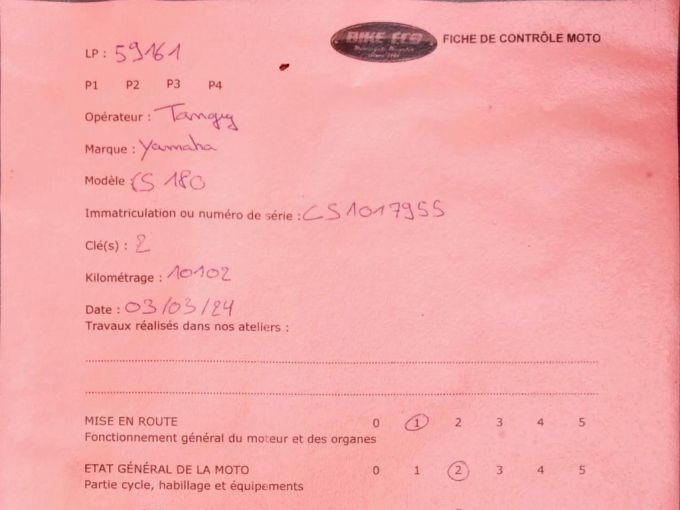 LP : 59161
BIKE ECO
FICHE DE CONTRÔLE MOTO
P1 P2 P3 P4
Opérateur : Tanguy
Marque : Yamaha
Modèle : CS 180
Immatriculation ou numéro de série : CS1017955
Clé(s) : 2
Kilométrage : 10102
Date : 03/03/24
Travaux réalisés dans nos ateliers :
MISE EN ROUTE 0 1 2 3 4 5
Fonctionnement général du moteur et des organes
ETAT GÉNÉRAL DE LA MOTO 0 1 2 3 4 5
Partie cycle, habillage et équipements